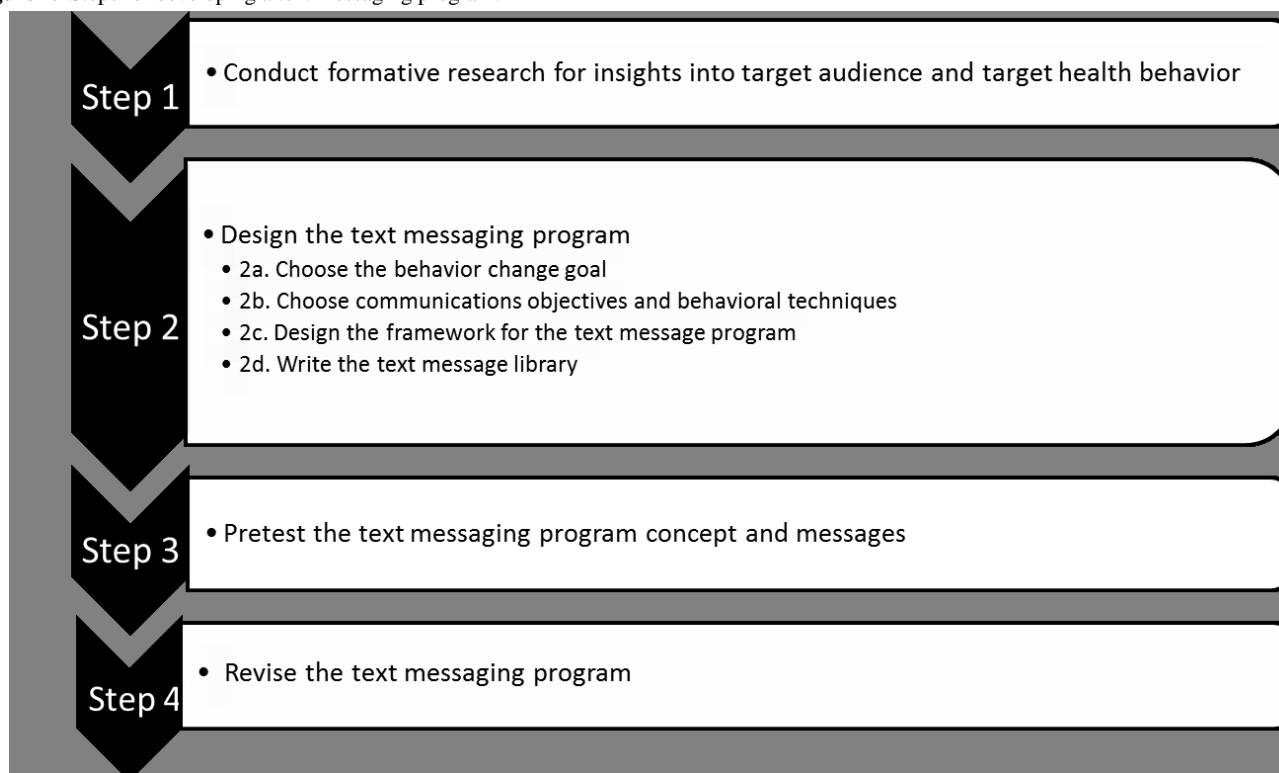 Step 1
• Conduct formative research for insights into target audience and target health behavior
Step 2
• Design the text messaging program
• 2a. Choose the behavior change goal
• 2b. Choose communications objectives and behavioral techniques
• 2c. Design the framework for the text message program
• 2d. Write the text message library
Step 3
• Pretest the text messaging program concept and messages
Step 4
• Revise the text messaging program